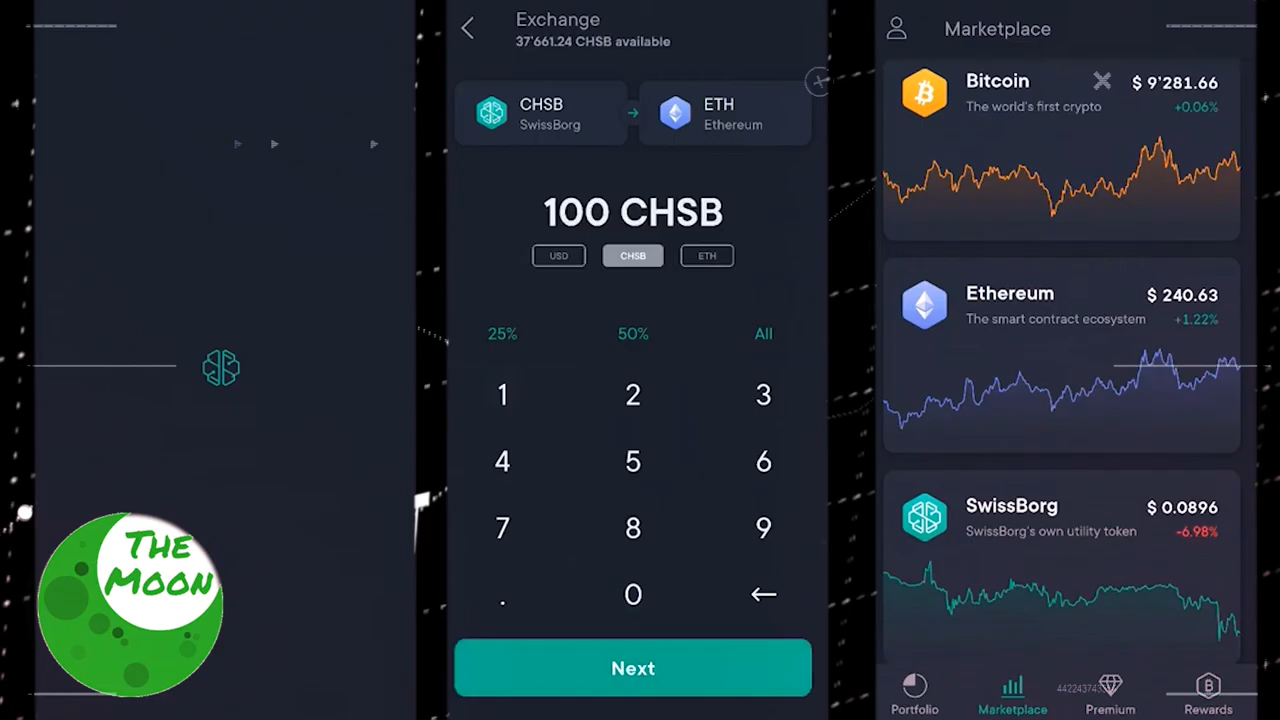 THE
MOON
Exchange
37'661.24 CHSB available
CHSB
SwissBorg
ETH
Ethereum
100 CHSB
USD
CHSB
ETH
25%
50%
All
1
2
3
4
5
6
7
8
9
.
0
Next
Marketplace
Bitcoin
$ 9'281.66
The world's first crypto
+0.06%
Ethereum
$ 240.63
The smart contract ecosystem
+1.22%
SwissBorg
$ 0.0896
SwissBorg's own utility token
-6.98%
Portfolio
Marketplace
Premium
Rewards